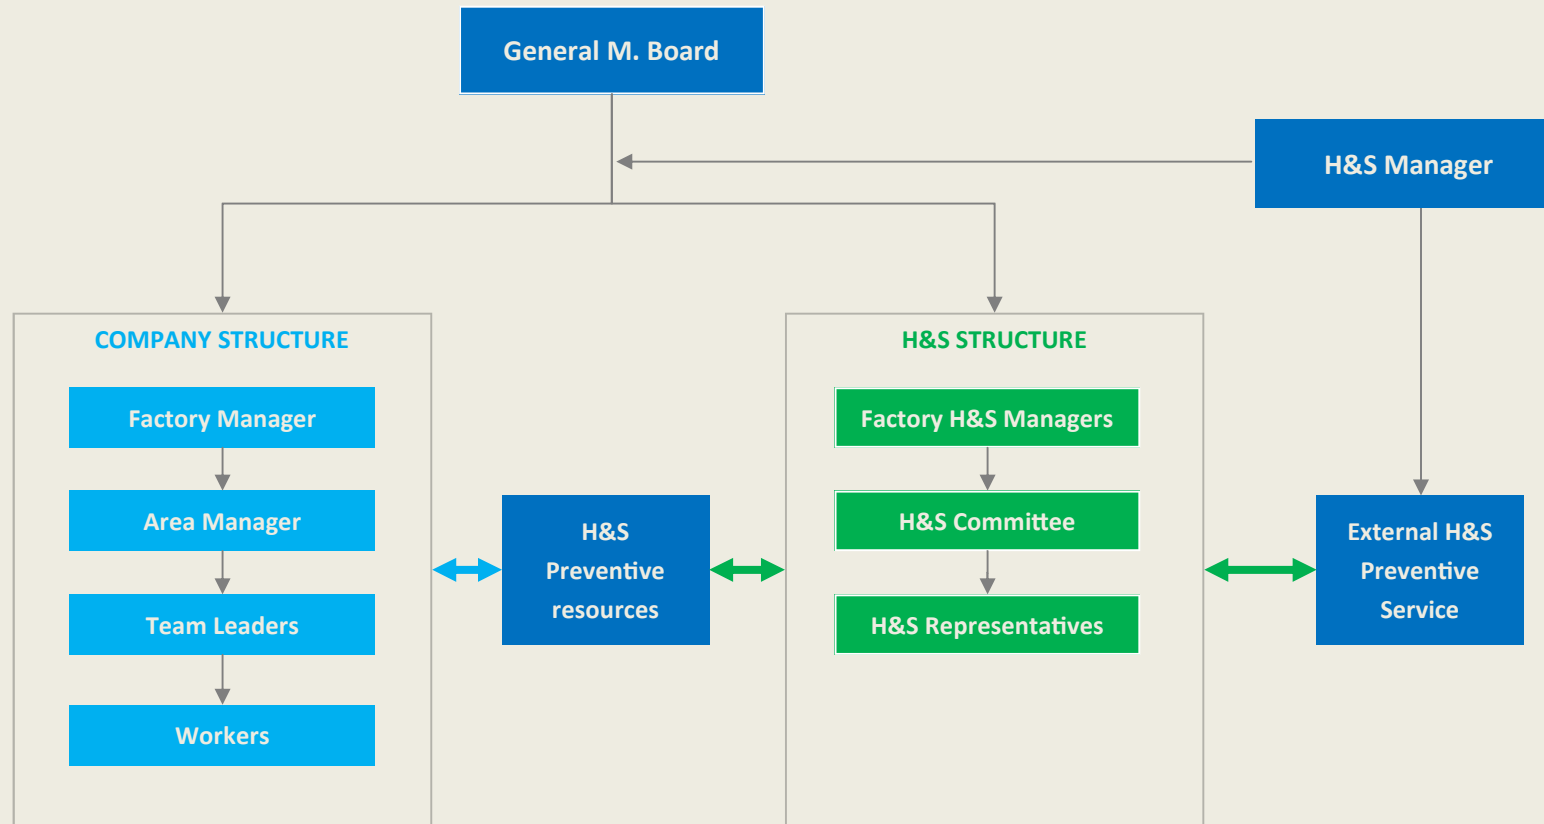 General M. Board
H&S Manager
COMPANY STRUCTURE
Factory Manager
Area Manager
Team Leaders
Workers
H&S
Preventive
resources
H&S STRUCTURE
Factory H&S Managers
H&S Committee
H&S Representatives
External H&S
Preventive
Service